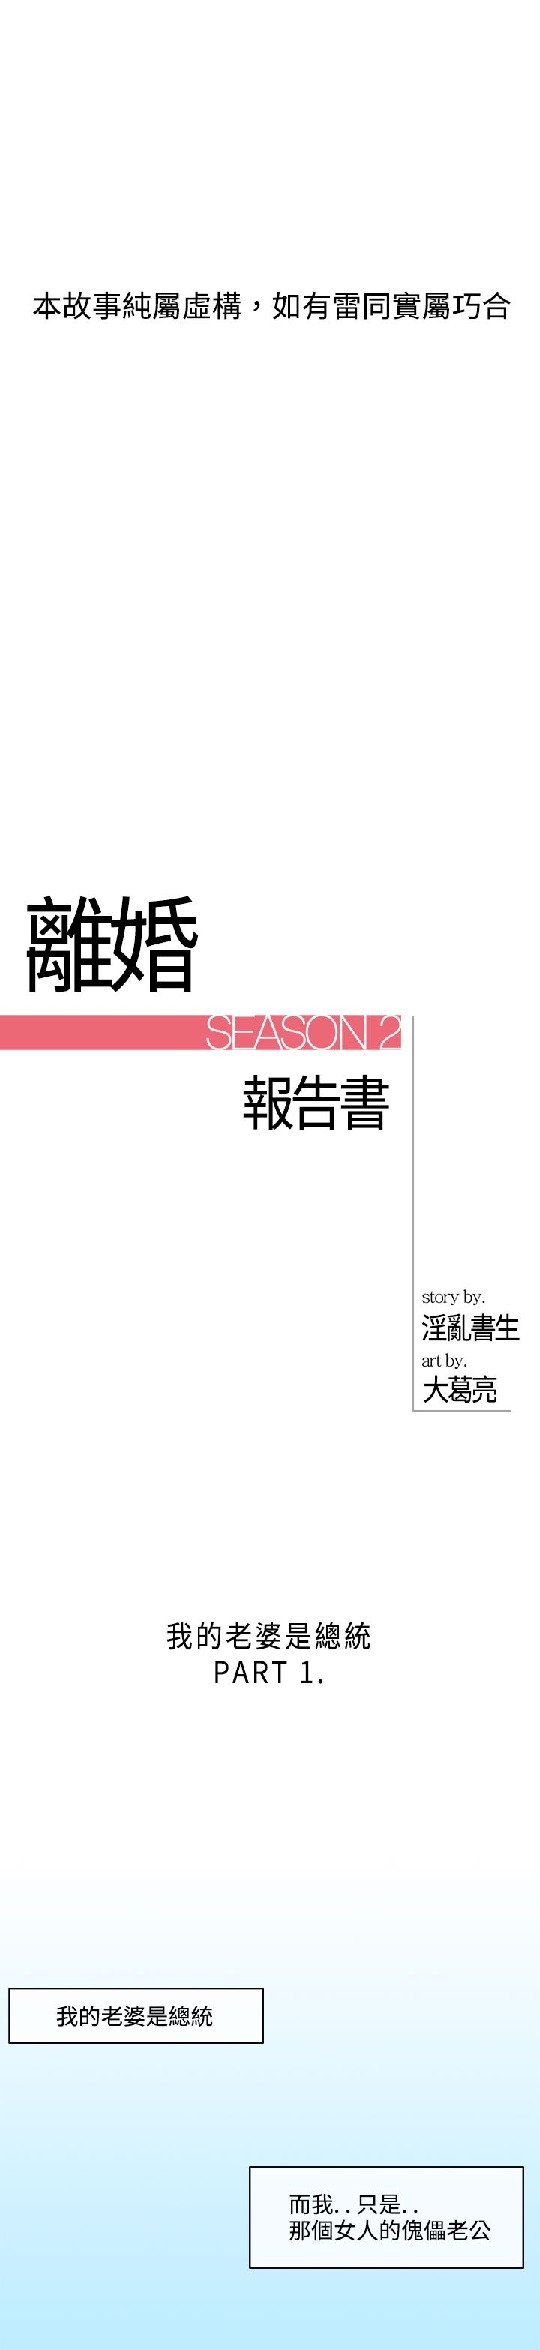 本故事純屬虛構，如有雷同實屬巧合
離婚
SEASON 2
報告書
story by.
淫亂書生
art by.
大葛亮
我的老婆是總統
PART 1.
我的老婆是總統
而我..只是..
那個女人的傀儡老公